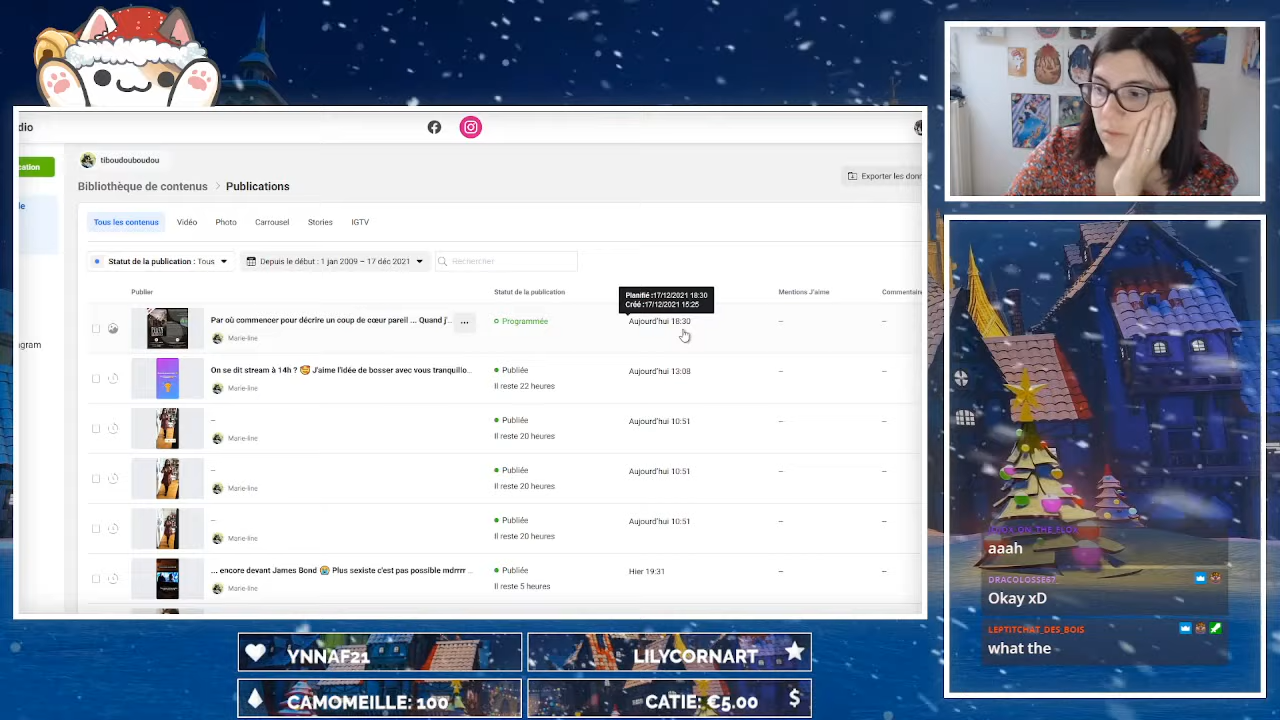 dio
ication
tiboudouboudou
Bibliothèque de contenus > Publications
Exporter les donn
le
Tous les contenus Vidéo Photo Carrousel Stories IGTV
Statut de la publication : Tous
Depuis le début : 1 jan 2009 – 17 déc 2021
Rechercher
Publier Statut de la publication Mentions J'aime Commentaire
Planifié :17/12/2021 18:30
Créé :17/12/2021 15:25
Par où commencer pour décrire un coup de cœur pareil ... Quand j'... Programmée Aujourd'hui 18:30 – –
Marie-line
agram
On se dit stream à 14h ? 🥰 J'aime l'idée de bosser avec vous tranquillo... Publiée Aujourd'hui 13:08 – –
Marie-line Il reste 22 heures
– Publiée Aujourd'hui 10:51 – –
Marie-line Il reste 20 heures
– Publiée Aujourd'hui 10:51 – –
Marie-line Il reste 20 heures
– Publiée Aujourd'hui 10:51 – –
Marie-line Il reste 20 heures
... encore devant James Bond 😭 Plus sexiste c'est pas possible mdrrrr ... Publiée Hier 19:31 – –
Marie-line Il reste 5 heures
aaah
DRACOLOSSE67_
Okay xD
LEPTITCHAT_DES_BOIS
what the
YNNAF21
LILYCORNART
CAMOMEILLE: 100
CATIE: €5.00